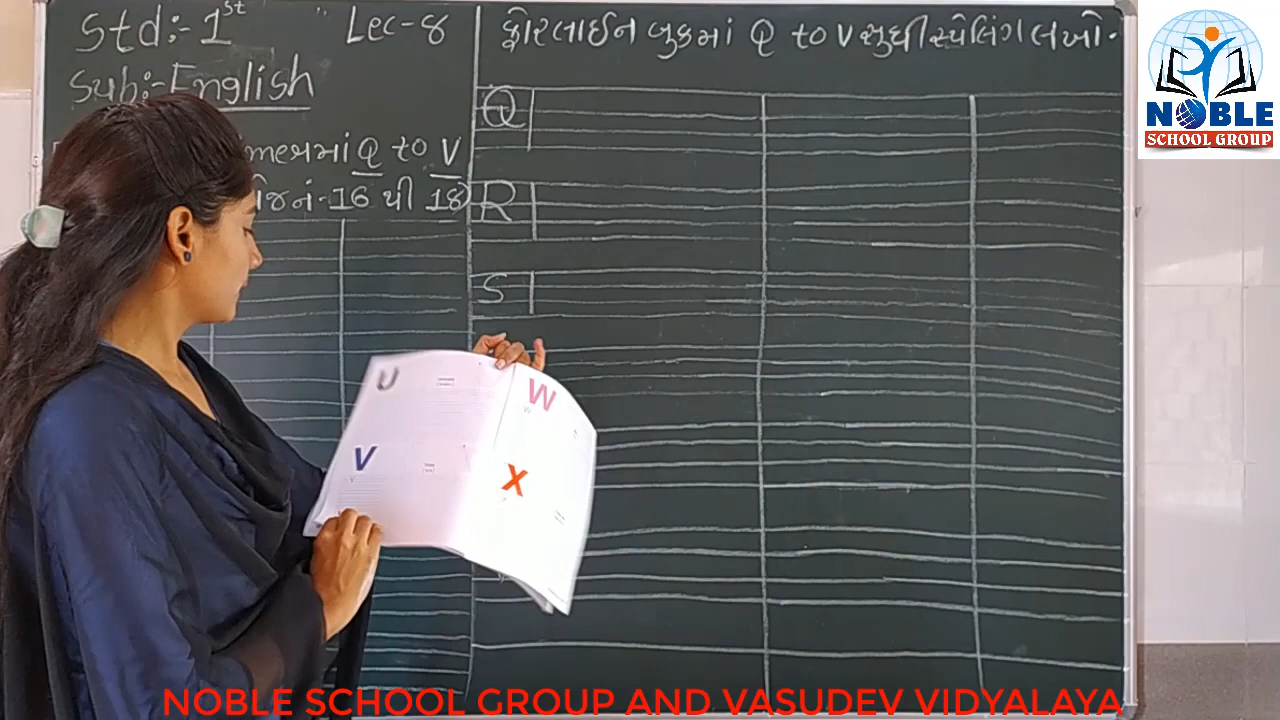 Std:- 1st
Lec-8
Sub:- English
માં Q to V
જનં.-16 થી 18
ફોરલાઈન બુકમાં Q to V સુધી સ્પેલિંગ લખો.
Q
R
S
U
V
W
X
NOBLE
SCHOOL GROUP
NOBLE SCHOOL GROUP AND VASUDEV VIDYALAYA